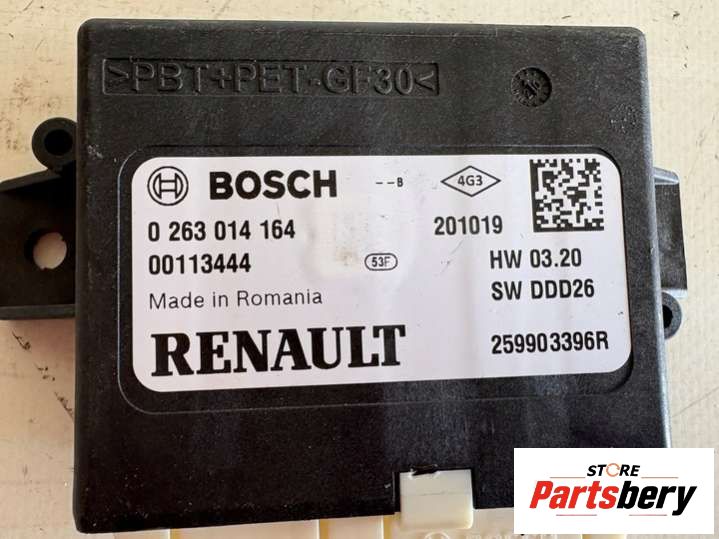 >PBT+PET-GF30<
BOSCH --B 4G3
0 263 014 164 201019
00113444 53F HW 03.20
Made in Romania SW DDD26
RENAULT 259903396R
STORE
Partsbery